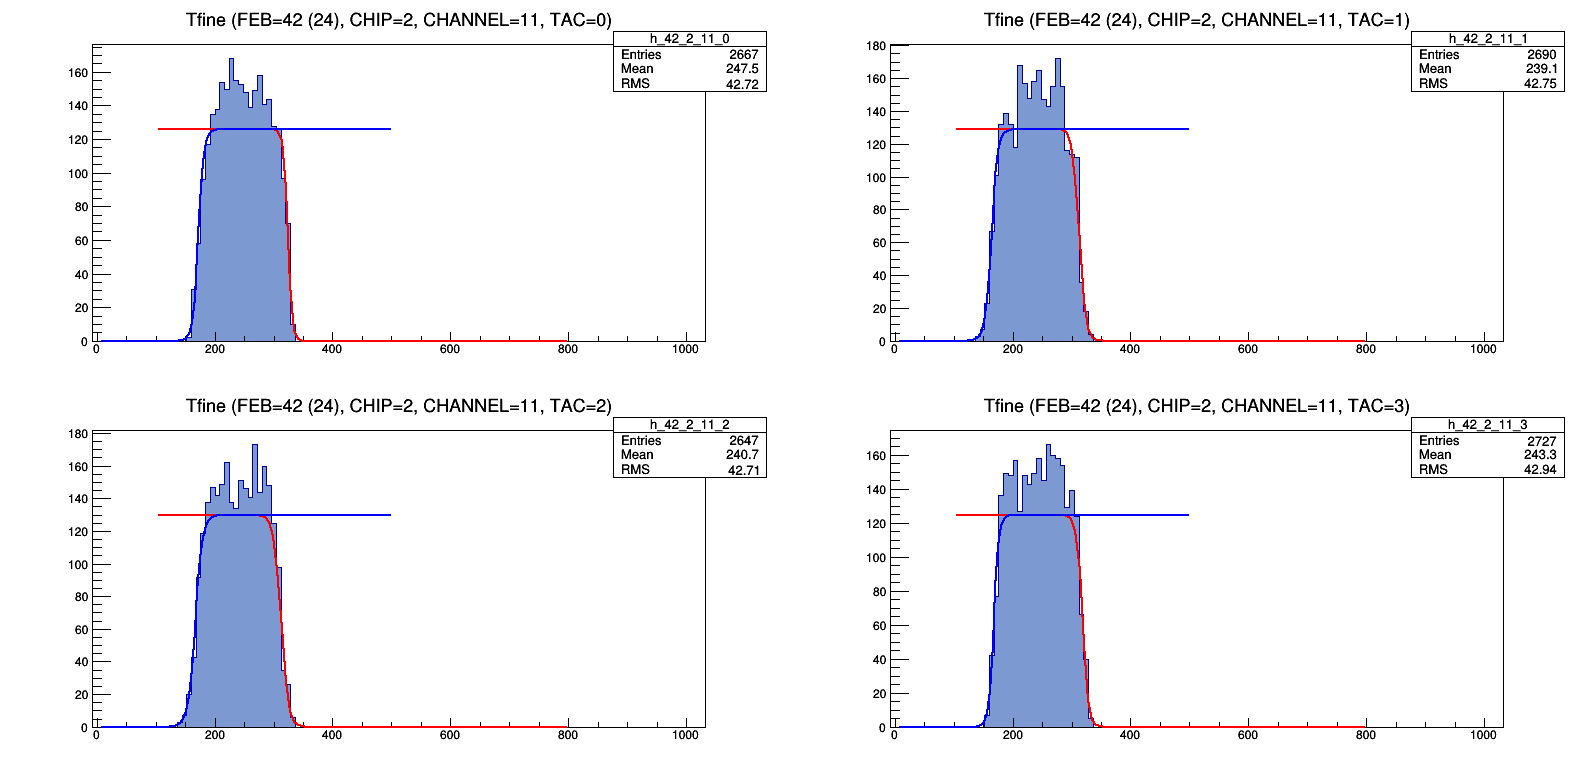 Tfine (FEB=42 (24), CHIP=2, CHANNEL=11, TAC=0)
h_42_2_11_0
Entries 2667
Mean 247.5
RMS 42.72
160
140
120
100
80
60
40
20
0
0 200 400 600 800 1000
Tfine (FEB=42 (24), CHIP=2, CHANNEL=11, TAC=1)
h_42_2_11_1
Entries 2690
Mean 239.1
RMS 42.75
180
160
140
120
100
80
60
40
20
0
0 200 400 600 800 1000
Tfine (FEB=42 (24), CHIP=2, CHANNEL=11, TAC=2)
h_42_2_11_2
Entries 2647
Mean 240.7
RMS 42.71
180
160
140
120
100
80
60
40
20
0
0 200 400 600 800 1000
Tfine (FEB=42 (24), CHIP=2, CHANNEL=11, TAC=3)
h_42_2_11_3
Entries 2727
Mean 243.3
RMS 42.94
160
140
120
100
80
60
40
20
0
0 200 400 600 800 1000